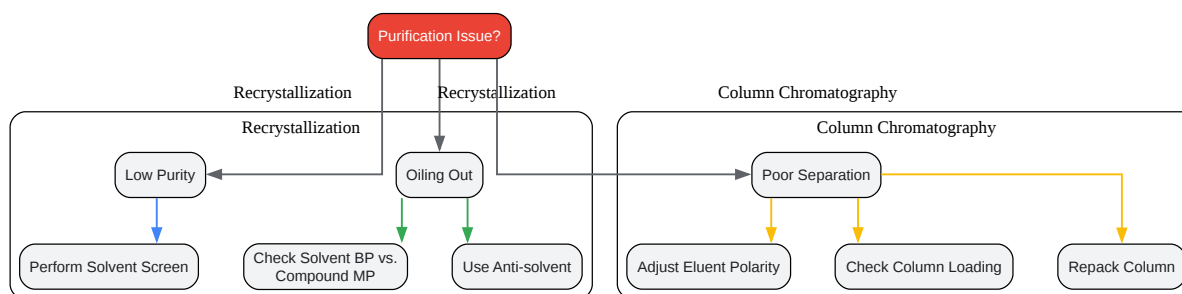 Purification Issue?
Recrystallization
Recrystallization
Column Chromatography
Recrystallization
Column Chromatography
Low Purity
Oiling Out
Poor Separation
Perform Solvent Screen
Check Solvent BP vs.
Compound MP
Use Anti-solvent
Adjust Eluent Polarity
Check Column Loading
Repack Column